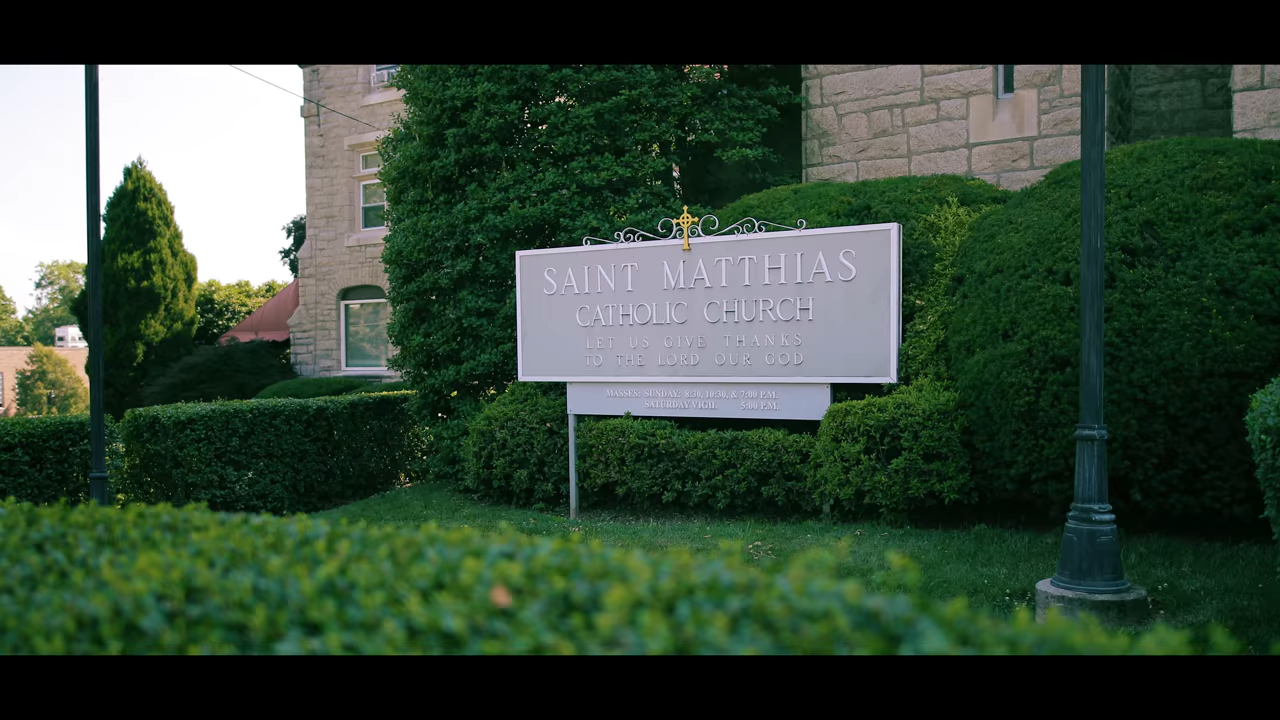 SAINT MATTHIAS
CATHOLIC CHURCH
LET US GIVE THANKS
TO THE LORD OUR GOD
MASSES: SUNDAY: 8:30, 10:30, & 7:00 P.M.
SATURDAY VIGIL 5:00 P.M.